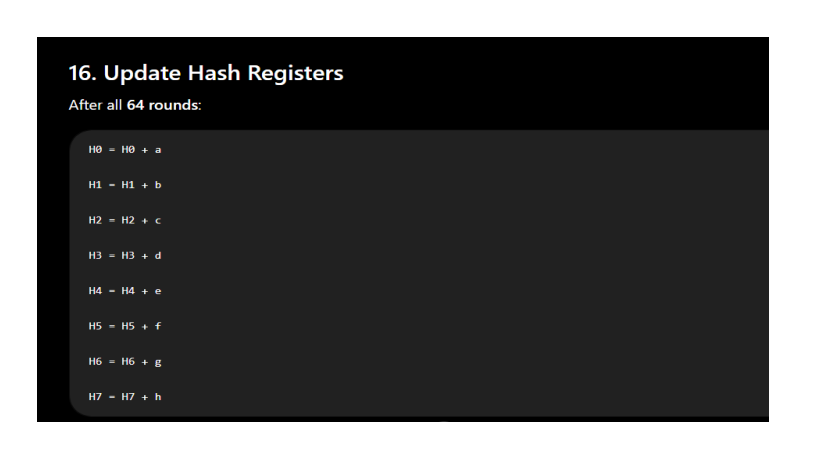 16. Update Hash Registers
After all 64 rounds:
H0 = H0 + a
H1 = H1 + b
H2 = H2 + c
H3 = H3 + d
H4 = H4 + e
H5 = H5 + f
H6 = H6 + g
H7 = H7 + h